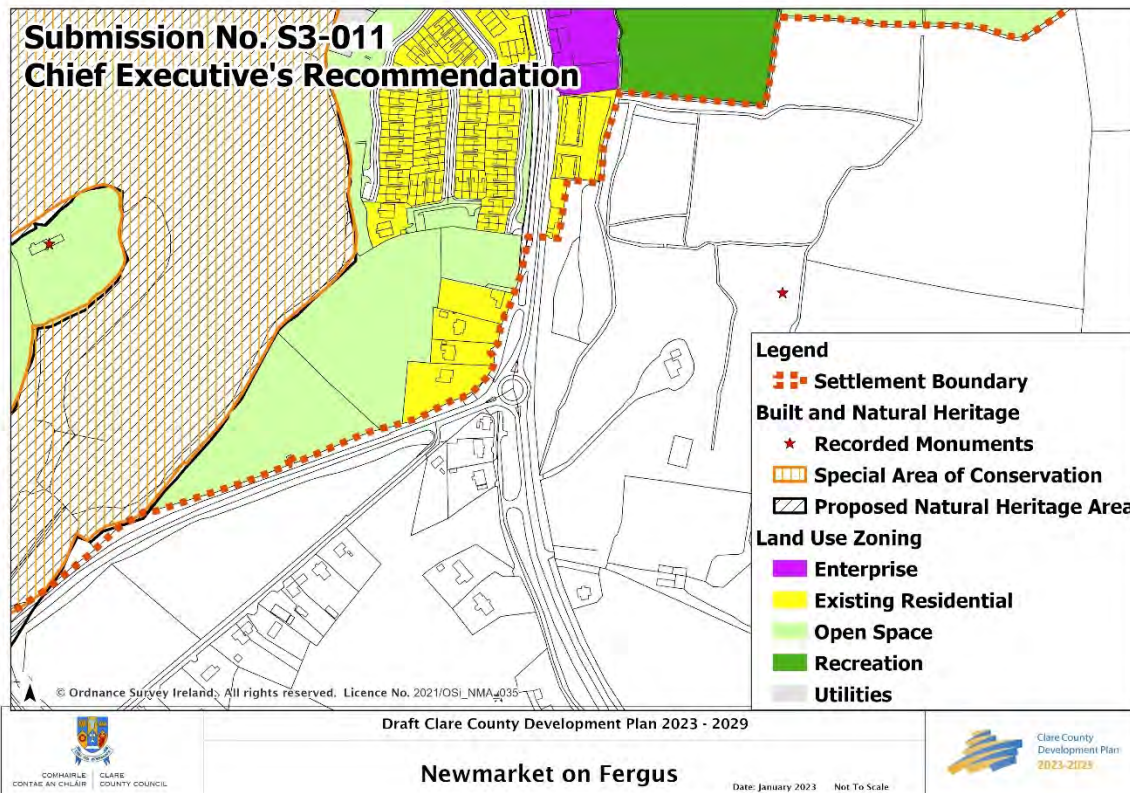 Submission No. S3-011
Chief Executive's Recommendation
Legend
Settlement Boundary
Built and Natural Heritage
Recorded Monuments
Special Area of Conservation
Proposed Natural Heritage Area
Land Use Zoning
Enterprise
Existing Residential
Open Space
Recreation
Utilities
© Ordnance Survey Ireland. All rights reserved. Licence No. 2021/OSi_NMA_035
COMHAIRLE CONTAE AN CHLÁIR
CLARE COUNTY COUNCIL
Draft Clare County Development Plan 2023 - 2029
Newmarket on Fergus
Date: January 2023 Not To Scale
Clare County
Development Plan
2023-2029